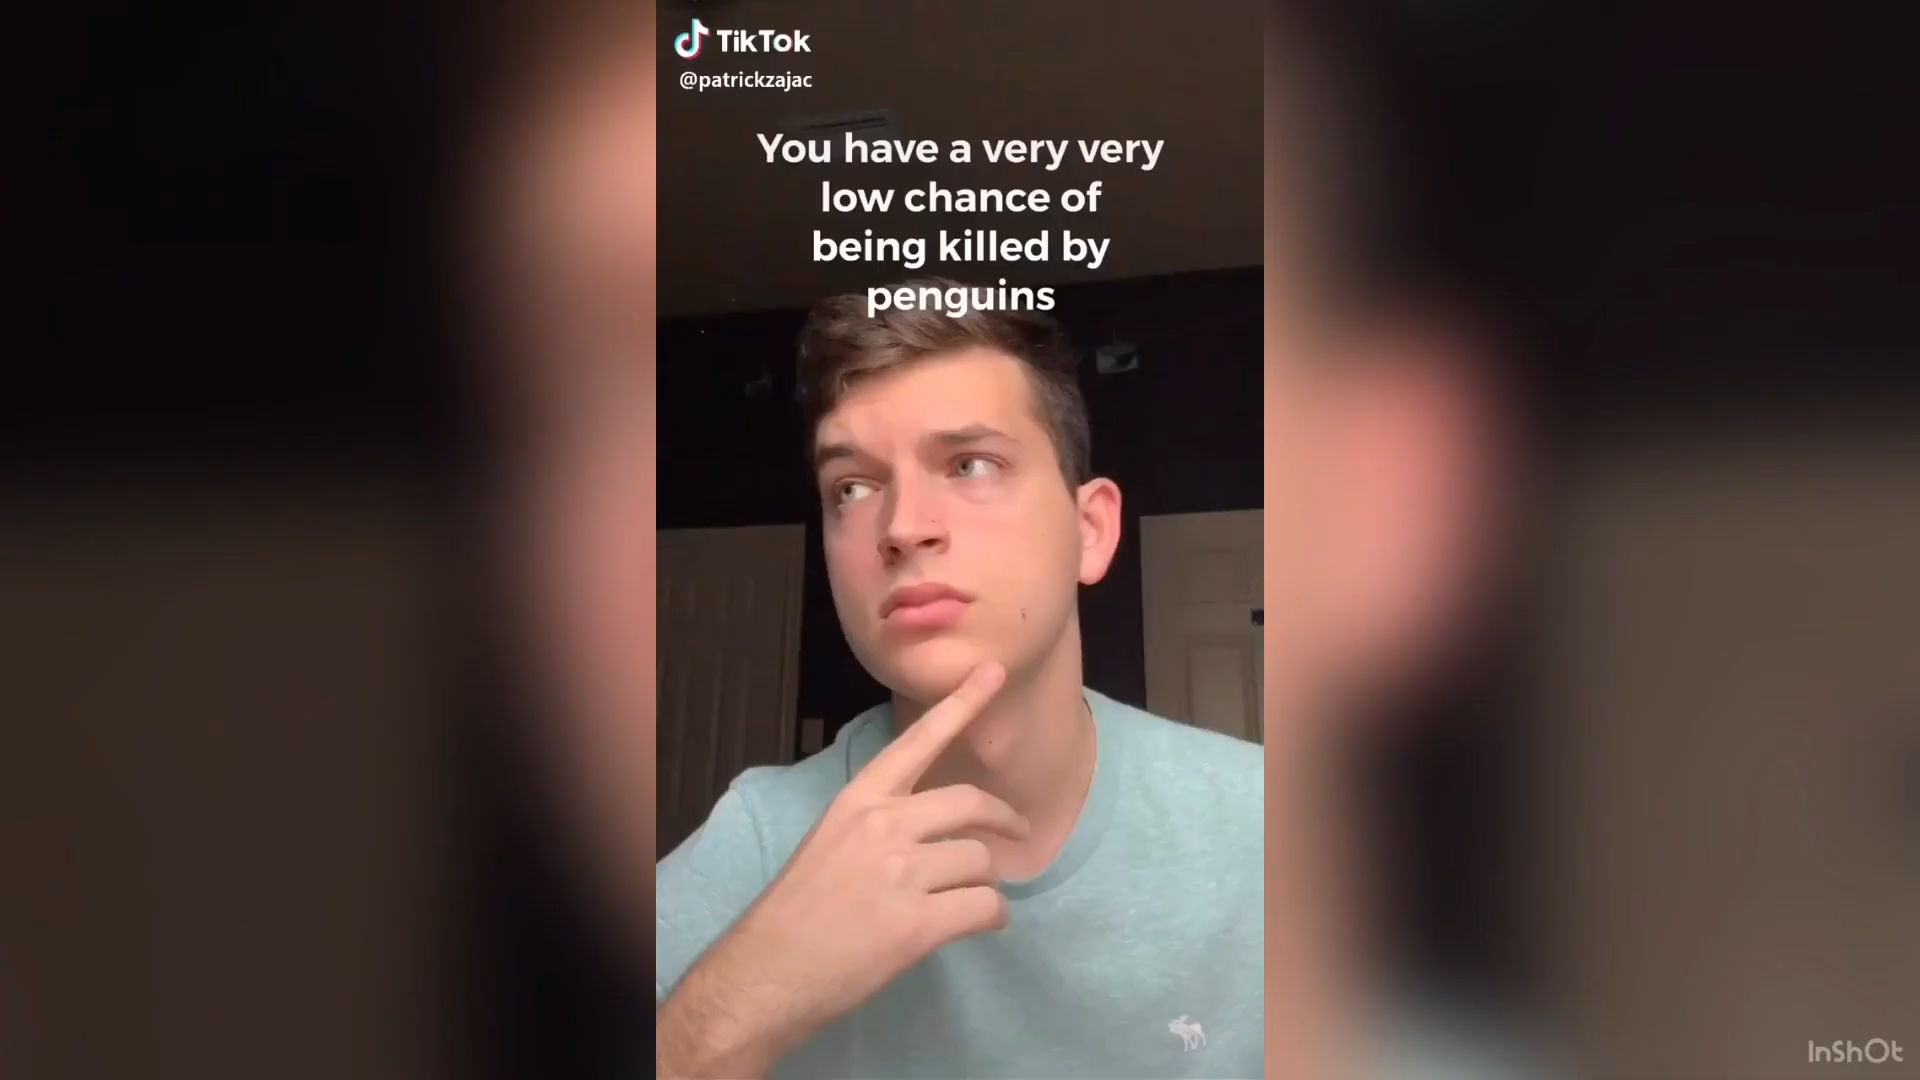 TikTok
@patrickzajac
You have a very very
low chance of
being killed by
penguins
InShOt